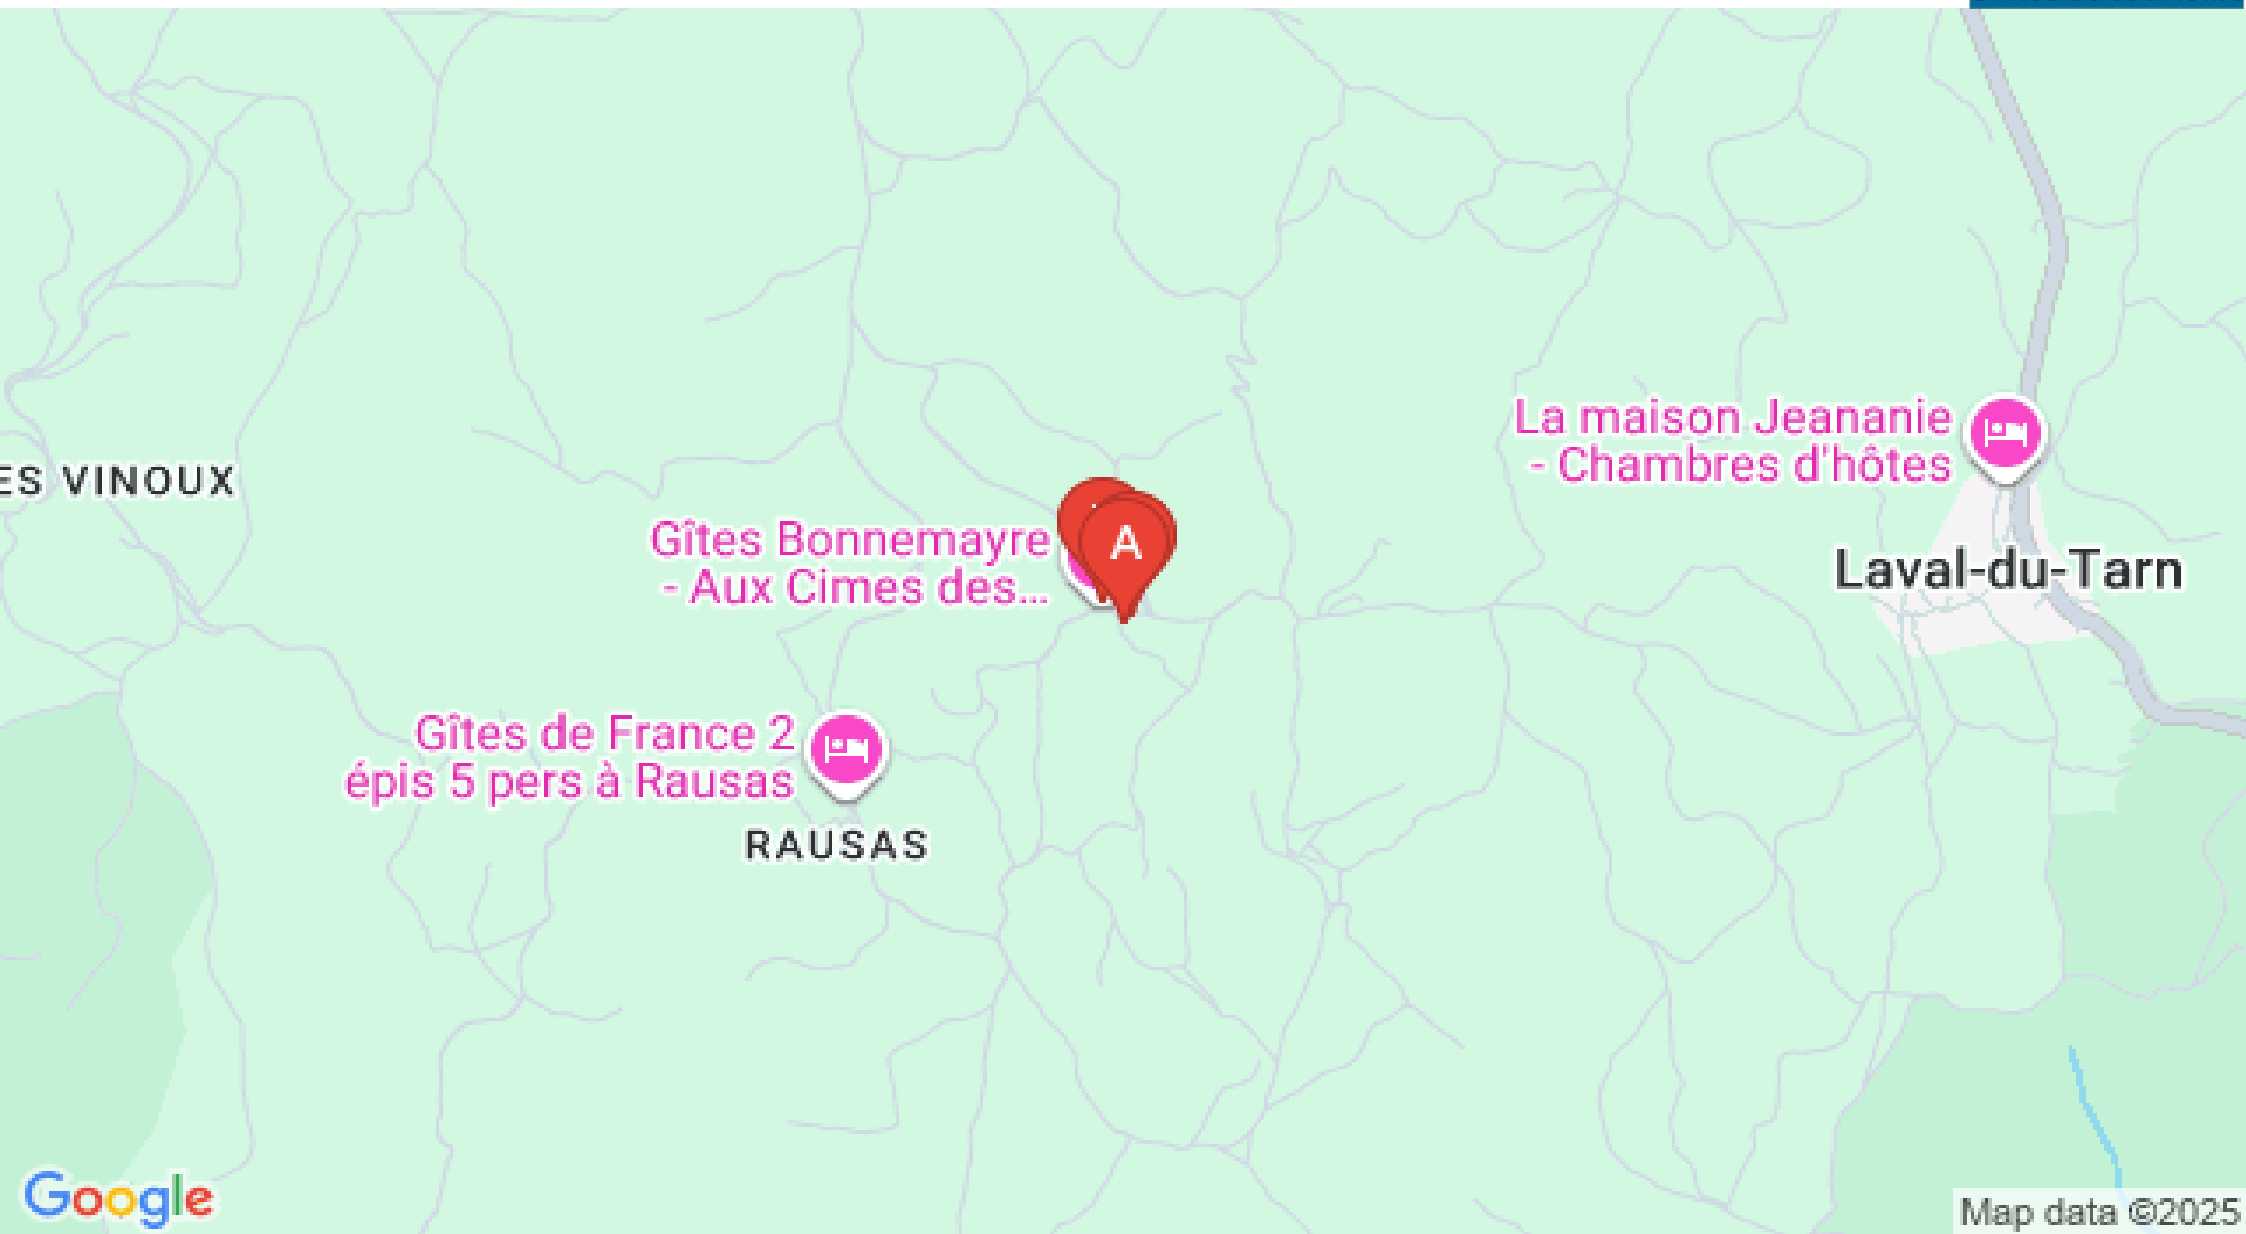 La maison Jeananie
- Chambres d'hôtes
ES VINOUX
Gîtes Bonnemayre
- Aux Cimes des...
A
Laval-du-Tarn
Gîtes de France 2
épis 5 pers à Rausas
RAUSAS
Google
Map data ©2025